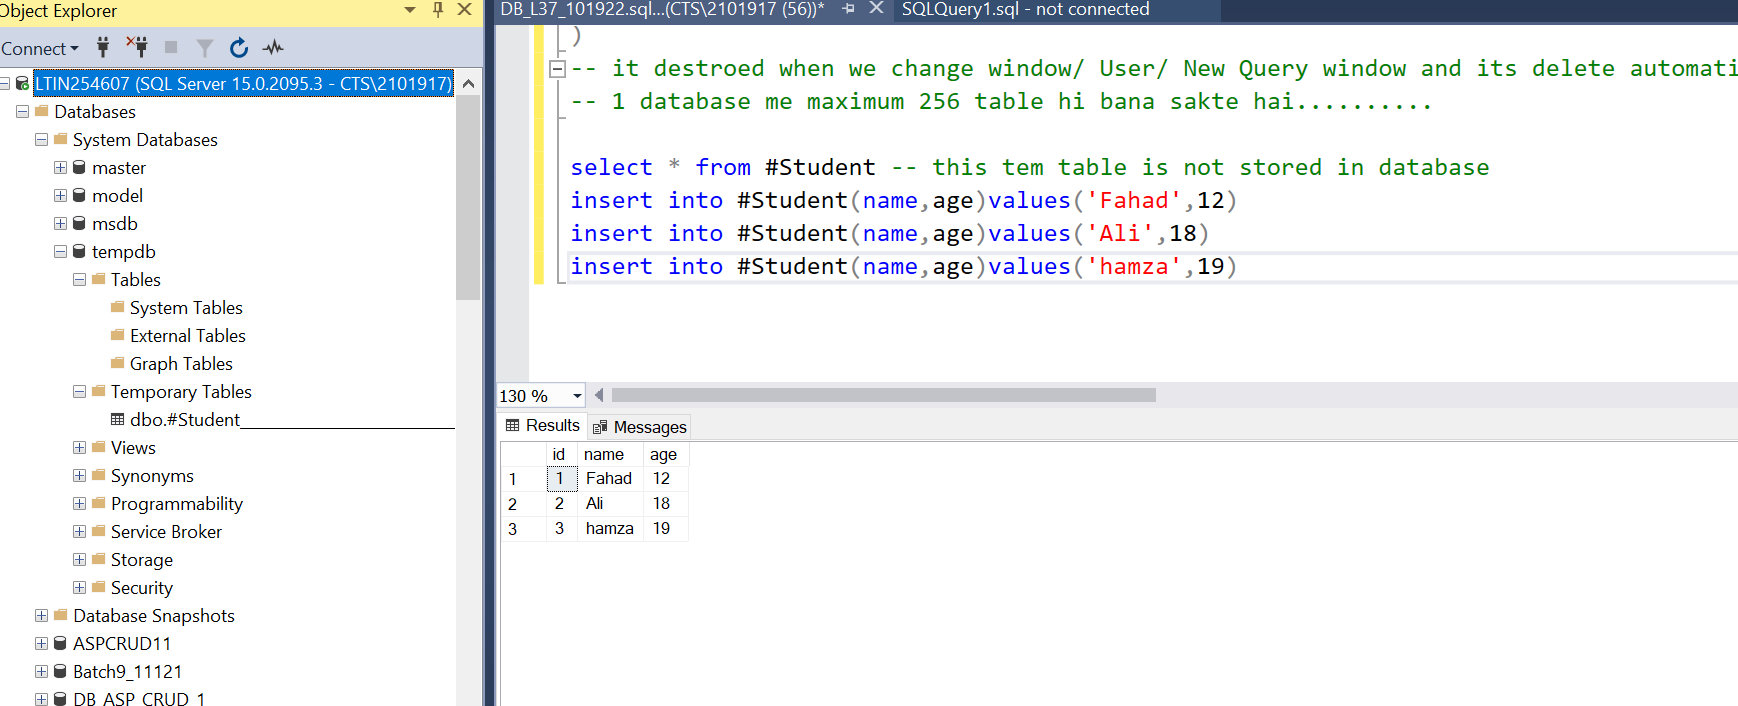 Object Explorer
Connect
LTIN254607 (SQL Server 15.0.2095.3 - CTS\2101917)
Databases
System Databases
master
model
msdb
tempdb
Tables
System Tables
External Tables
Graph Tables
Temporary Tables
dbo.#Student___________________________
Views
Synonyms
Programmability
Service Broker
Storage
Security
Database Snapshots
ASPCRUD11
Batch9_11121
DB_ASP_CRUD_1
DB_L37_101922.sql...(CTS\2101917 (56))*
SQLQuery1.sql - not connected
)
-- it destroed when we change window/ User/ New Query window and its delete automati
-- 1 database me maximum 256 table hi bana sakte hai..........
select * from #Student -- this tem table is not stored in database
insert into #Student(name,age)values('Fahad',12)
insert into #Student(name,age)values('Ali',18)
insert into #Student(name,age)values('hamza',19)
130 %
Results Messages
id name age
1 1 Fahad 12
2 2 Ali 18
3 3 hamza 19